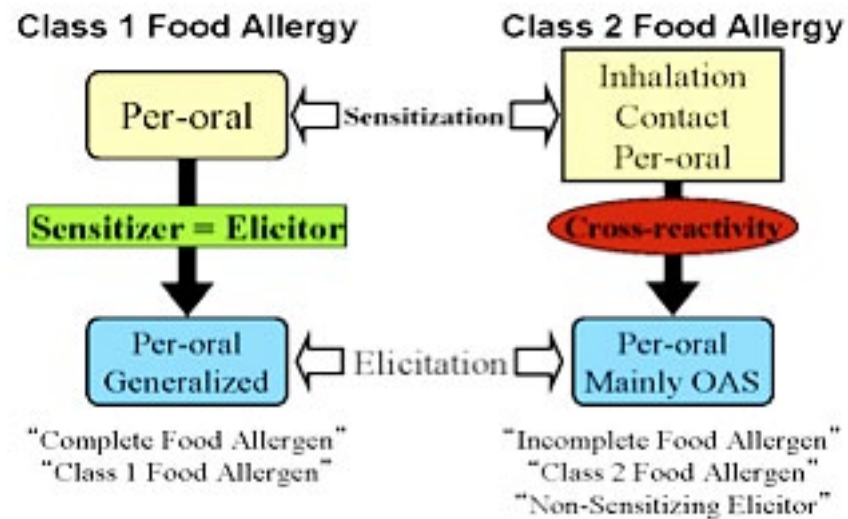 Class 1 Food Allergy
Class 2 Food Allergy
Per-oral
Sensitization
Inhalation
Contact
Per-oral
Sensitizer = Elicitor
Cross-reactivity
Per-oral
Generalized
Elicitation
Per-oral
Mainly OAS
“Complete Food Allergen”
“Class 1 Food Allergen”
“Incomplete Food Allergen”
“Class 2 Food Allergen”
“Non-Sensitizing Elicitor”